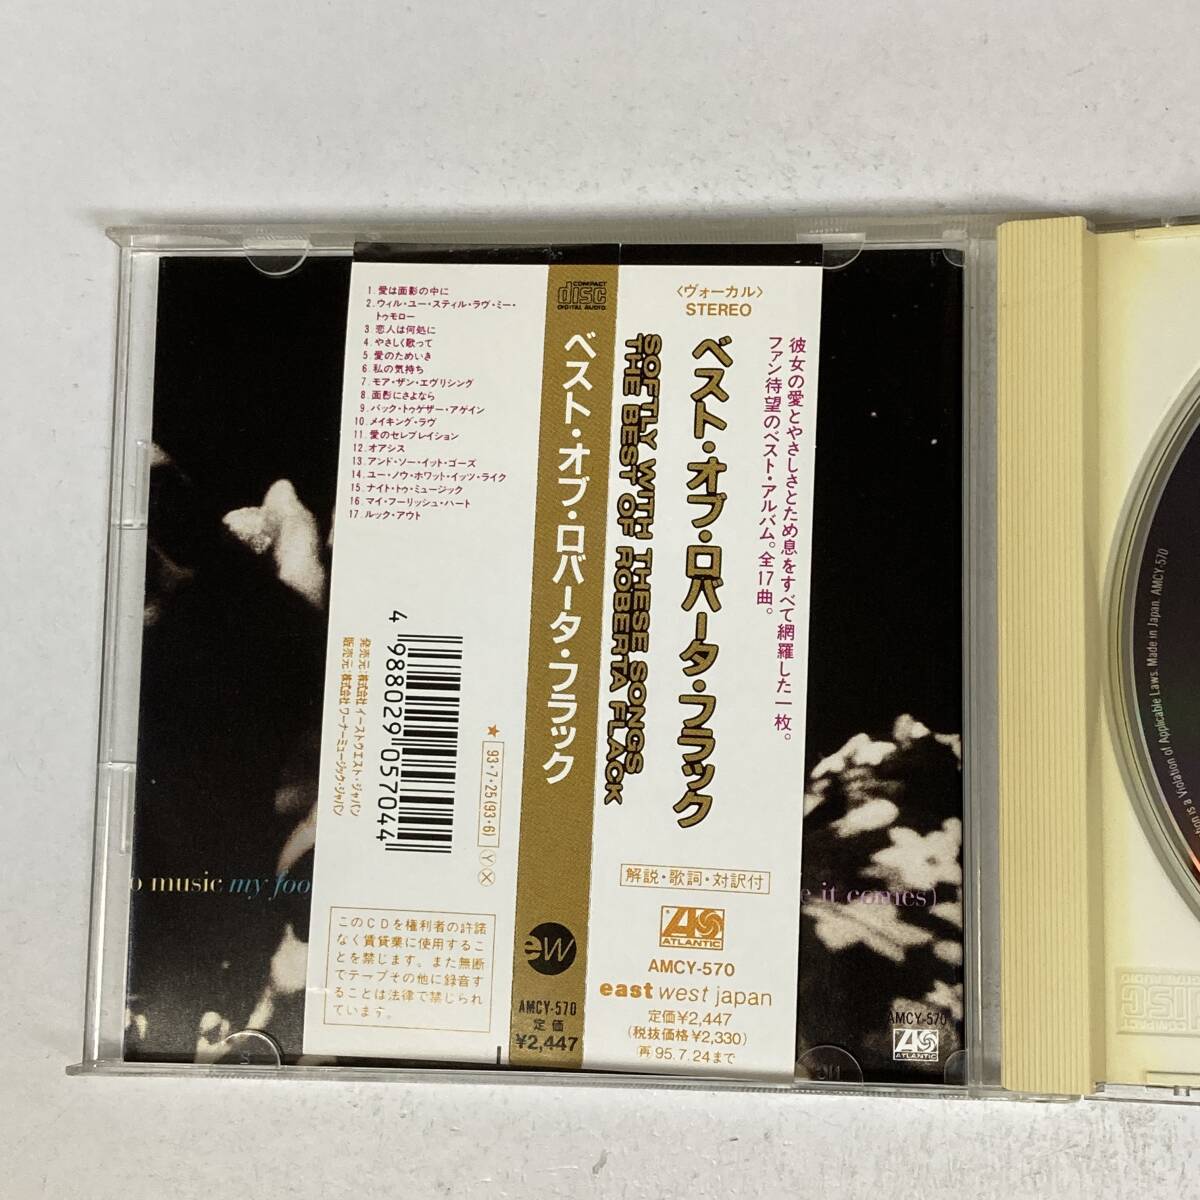 1. 愛は面影の中に
2. ウィル・ユー・スティル・ラヴ・ミー・
トゥモロー
3. 恋人は何処に
4. やさしく歌って
5. 愛のためいき
6. 私の気持ち
7. モア・ザン・エヴリシング
8. 面影にさよなら
9. バック・トゥゲザー・アゲイン
10. メイキング・ラヴ
11. 愛のセレブレイション
12. オアシス
13. アンド・ソー・イット・ゴーズ
14. ユー・ノウ・ホワット・イッツ・ライク
15. ナイト・トゥ・ミュージック
16. マイ・フーリッシュ・ハート
17. ルック・アウト
4 988029 057044
発売元:株式会社 イーストウエスト・ジャパン
販売元:株式会社 ワーナーミュージック・ジャパン
★ 93・7・25(93・6) Y X
このCDを権利者の許諾
なく賃貸業に使用するこ
とを禁じます。また無断
でテープその他に録音す
ることは法律で禁じられ
ています。
COMPACT
disc
DIGITAL AUDIO
ベスト・オブ・ロバータ・フラック
ew
AMCY-570
定価
¥2,447
〈ヴォーカル〉
STEREO
彼女の愛とやさしさとため息をすべて網羅した一枚。
ファン待望のベスト・アルバム。全17曲。
ベスト・オブ・ロバータ・フラック
SOFTLY WITH THESE SONGS
THE BEST OF ROBERTA FLACK
解説・歌詞・対訳付
ATLANTIC
AMCY-570
east west japan
定価¥2,447
(税抜価格¥2,330)
再95.7.24まで
o music my foo
e it comes)
AMCY-570
ATLANTIC
ion is a Violation of Applicable Laws. Made in Japan. AMCY-570
COMPACT
disc